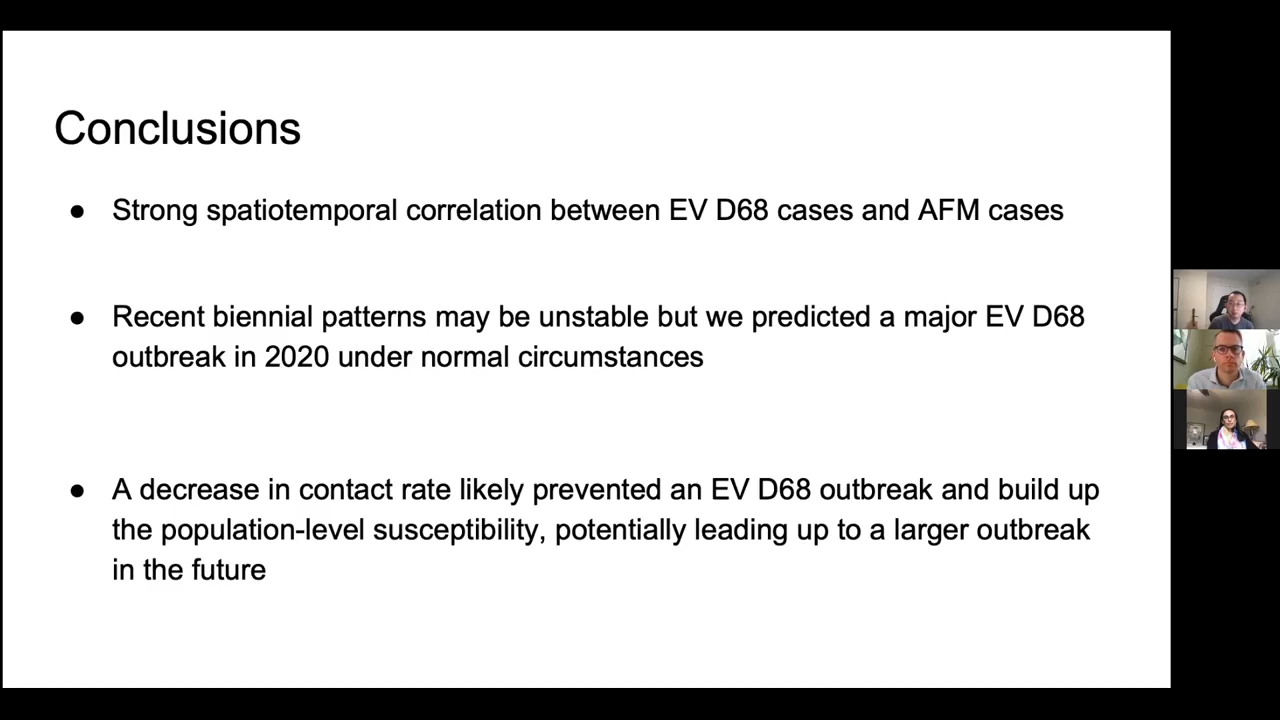 Conclusions
● Strong spatiotemporal correlation between EV D68 cases and AFM cases
● Recent biennial patterns may be unstable but we predicted a major EV D68
outbreak in 2020 under normal circumstances
● A decrease in contact rate likely prevented an EV D68 outbreak and build up
the population-level susceptibility, potentially leading up to a larger outbreak
in the future